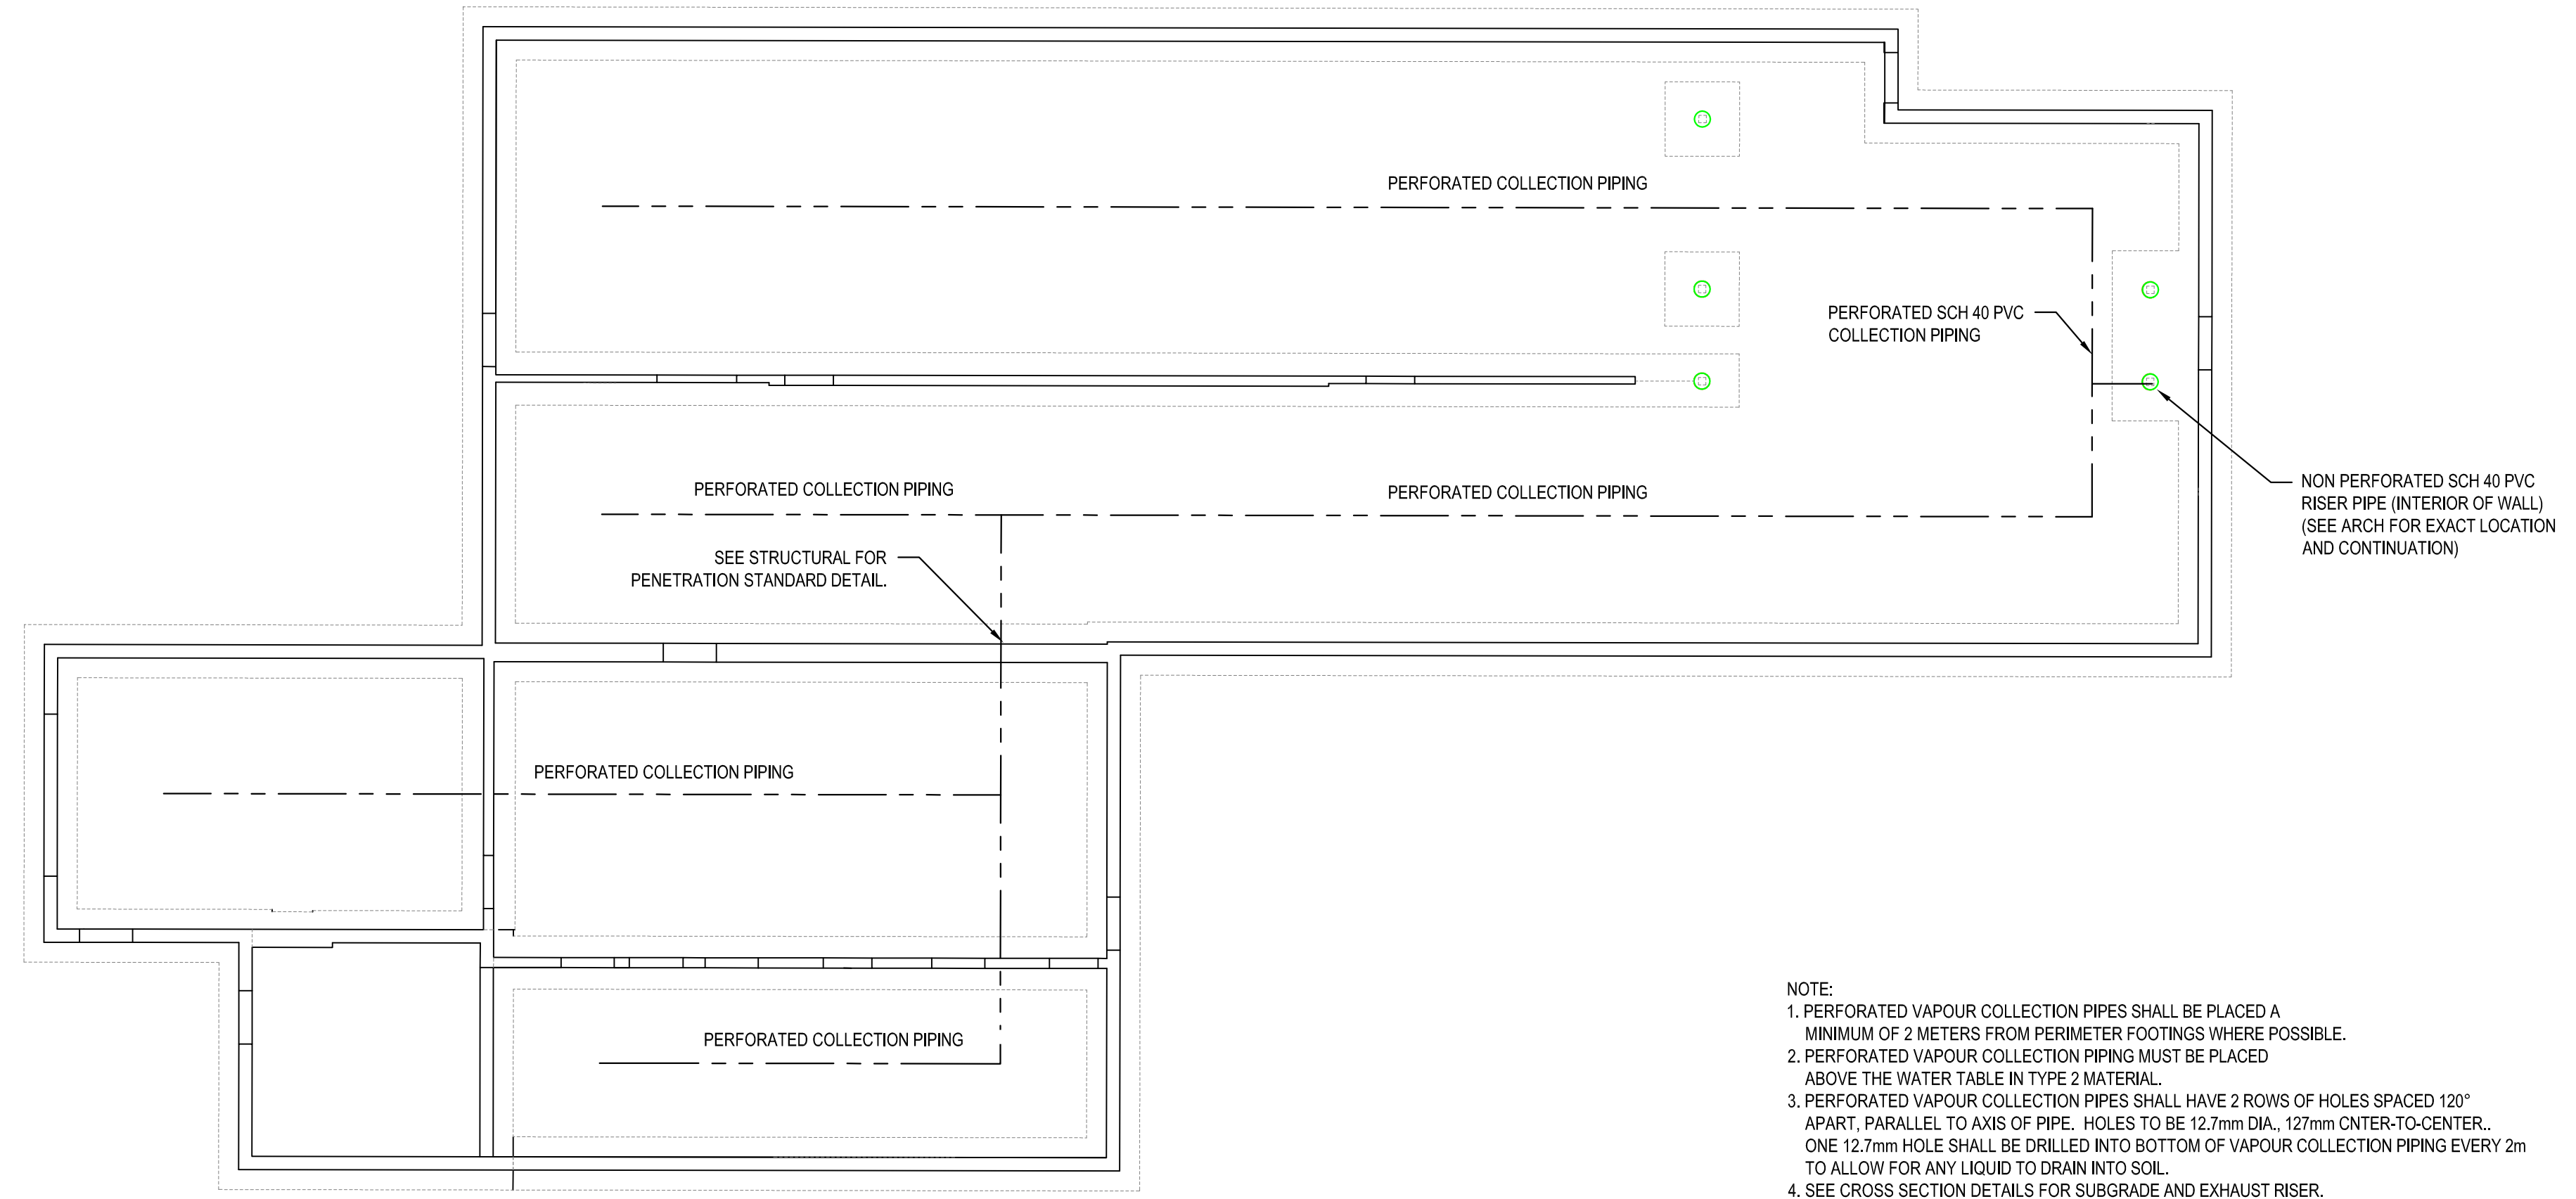 PERFORATED COLLECTION PIPING
PERFORATED SCH 40 PVC
COLLECTION PIPING
PERFORATED COLLECTION PIPING
PERFORATED COLLECTION PIPING
NON PERFORATED SCH 40 PVC
RISER PIPE (INTERIOR OF WALL)
(SEE ARCH FOR EXACT LOCATION
AND CONTINUATION)
SEE STRUCTURAL FOR
PENETRATION STANDARD DETAIL.
PERFORATED COLLECTION PIPING
PERFORATED COLLECTION PIPING
NOTE:
1. PERFORATED VAPOUR COLLECTION PIPES SHALL BE PLACED A
MINIMUM OF 2 METERS FROM PERIMETER FOOTINGS WHERE POSSIBLE.
2. PERFORATED VAPOUR COLLECTION PIPING MUST BE PLACED
ABOVE THE WATER TABLE IN TYPE 2 MATERIAL.
3. PERFORATED VAPOUR COLLECTION PIPES SHALL HAVE 2 ROWS OF HOLES SPACED 120°
APART, PARALLEL TO AXIS OF PIPE. HOLES TO BE 12.7mm DIA., 127mm CNTER-TO-CENTER..
ONE 12.7mm HOLE SHALL BE DRILLED INTO BOTTOM OF VAPOUR COLLECTION PIPING EVERY 2m
TO ALLOW FOR ANY LIQUID TO DRAIN INTO SOIL.
4. SEE CROSS SECTION DETAILS FOR SUBGRADE AND EXHAUST RISER.